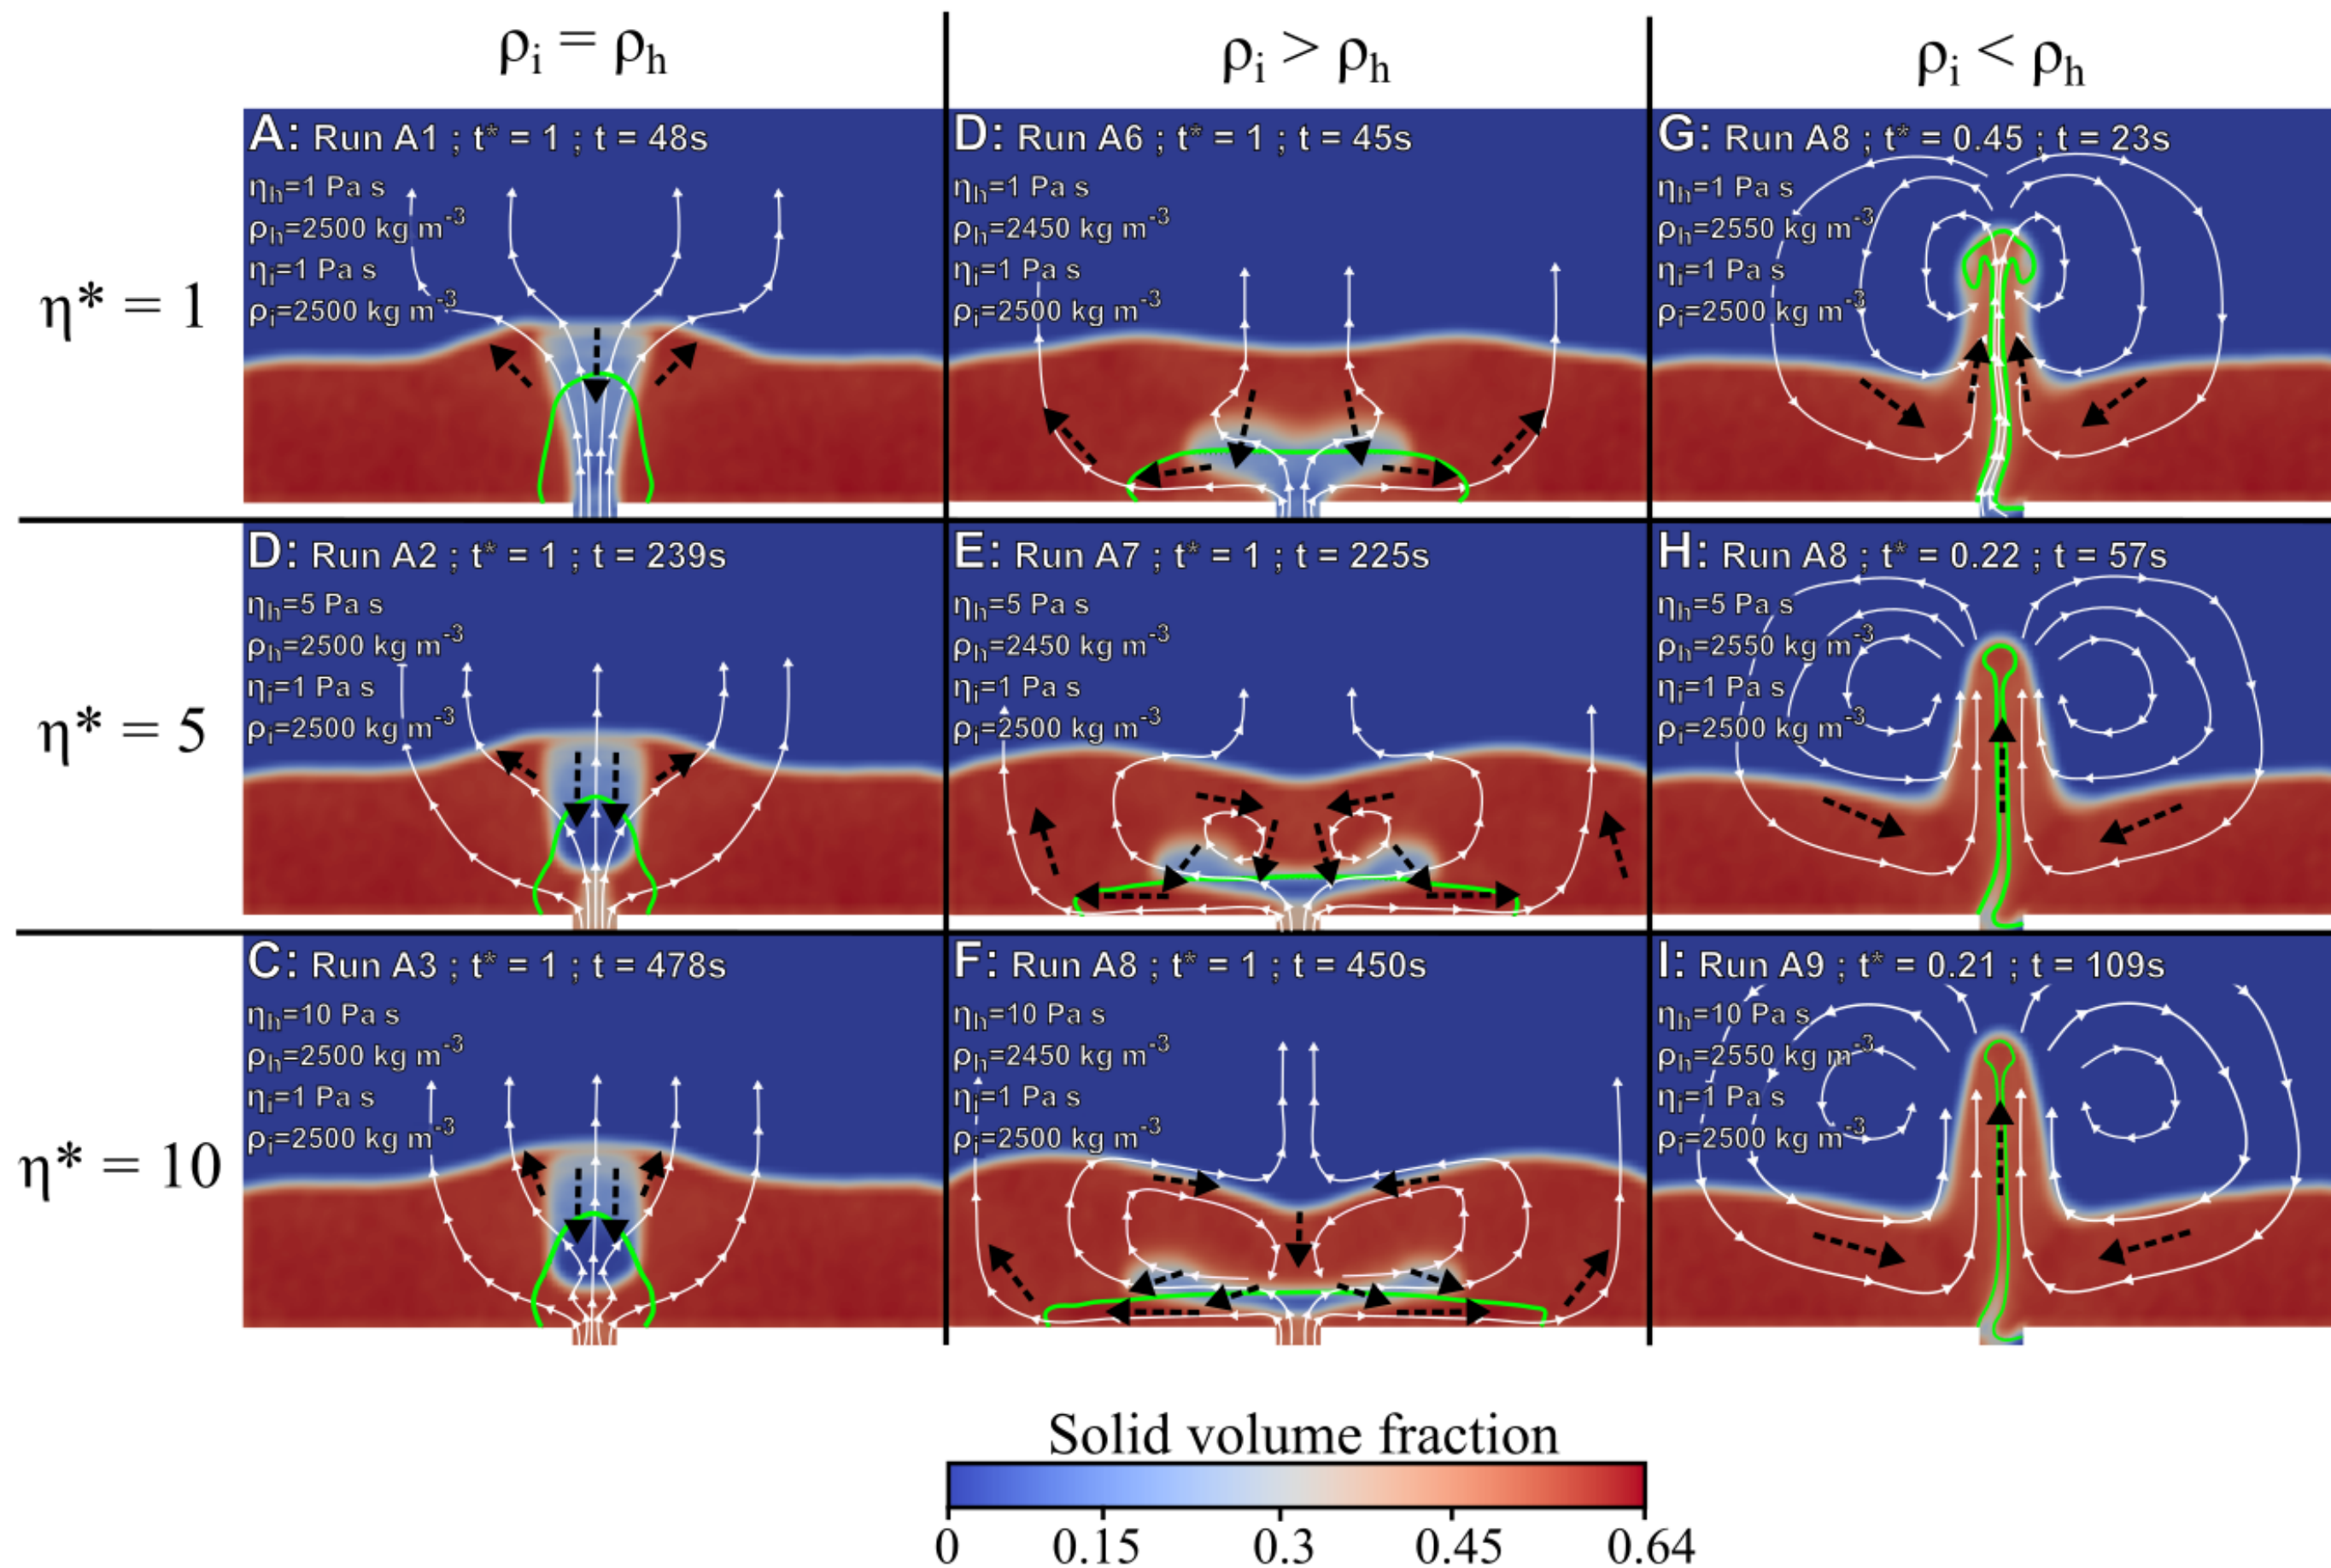 ρi = ρh
ρi > ρh
ρi < ρh
η* = 1
A: Run A1 ; t* = 1 ; t = 48s
ηh=1 Pa s
ρh=2500 kg m-3
ηi=1 Pa s
ρi=2500 kg m-3
D: Run A6 ; t* = 1 ; t = 45s
ηh=1 Pa s
ρh=2450 kg m-3
ηi=1 Pa s
ρi=2500 kg m-3
G: Run A8 ; t* = 0.45 ; t = 23s
ηh=1 Pa s
ρh=2550 kg m-3
ηi=1 Pa s
ρi=2500 kg m-3
η* = 5
D: Run A2 ; t* = 1 ; t = 239s
ηh=5 Pa s
ρh=2500 kg m-3
ηi=1 Pa s
ρi=2500 kg m-3
E: Run A7 ; t* = 1 ; t = 225s
ηh=5 Pa s
ρh=2450 kg m-3
ηi=1 Pa s
ρi=2500 kg m-3
H: Run A8 ; t* = 0.22 ; t = 57s
ηh=5 Pa s
ρh=2550 kg m-3
ηi=1 Pa s
ρi=2500 kg m-3
η* = 10
C: Run A3 ; t* = 1 ; t = 478s
ηh=10 Pa s
ρh=2500 kg m-3
ηi=1 Pa s
ρi=2500 kg m-3
F: Run A8 ; t* = 1 ; t = 450s
ηh=10 Pa s
ρh=2450 kg m-3
ηi=1 Pa s
ρi=2500 kg m-3
I: Run A9 ; t* = 0.21 ; t = 109s
ηh=10 Pa s
ρh=2550 kg m-3
ηi=1 Pa s
ρi=2500 kg m-3
Solid volume fraction
0 0.15 0.3 0.45 0.64